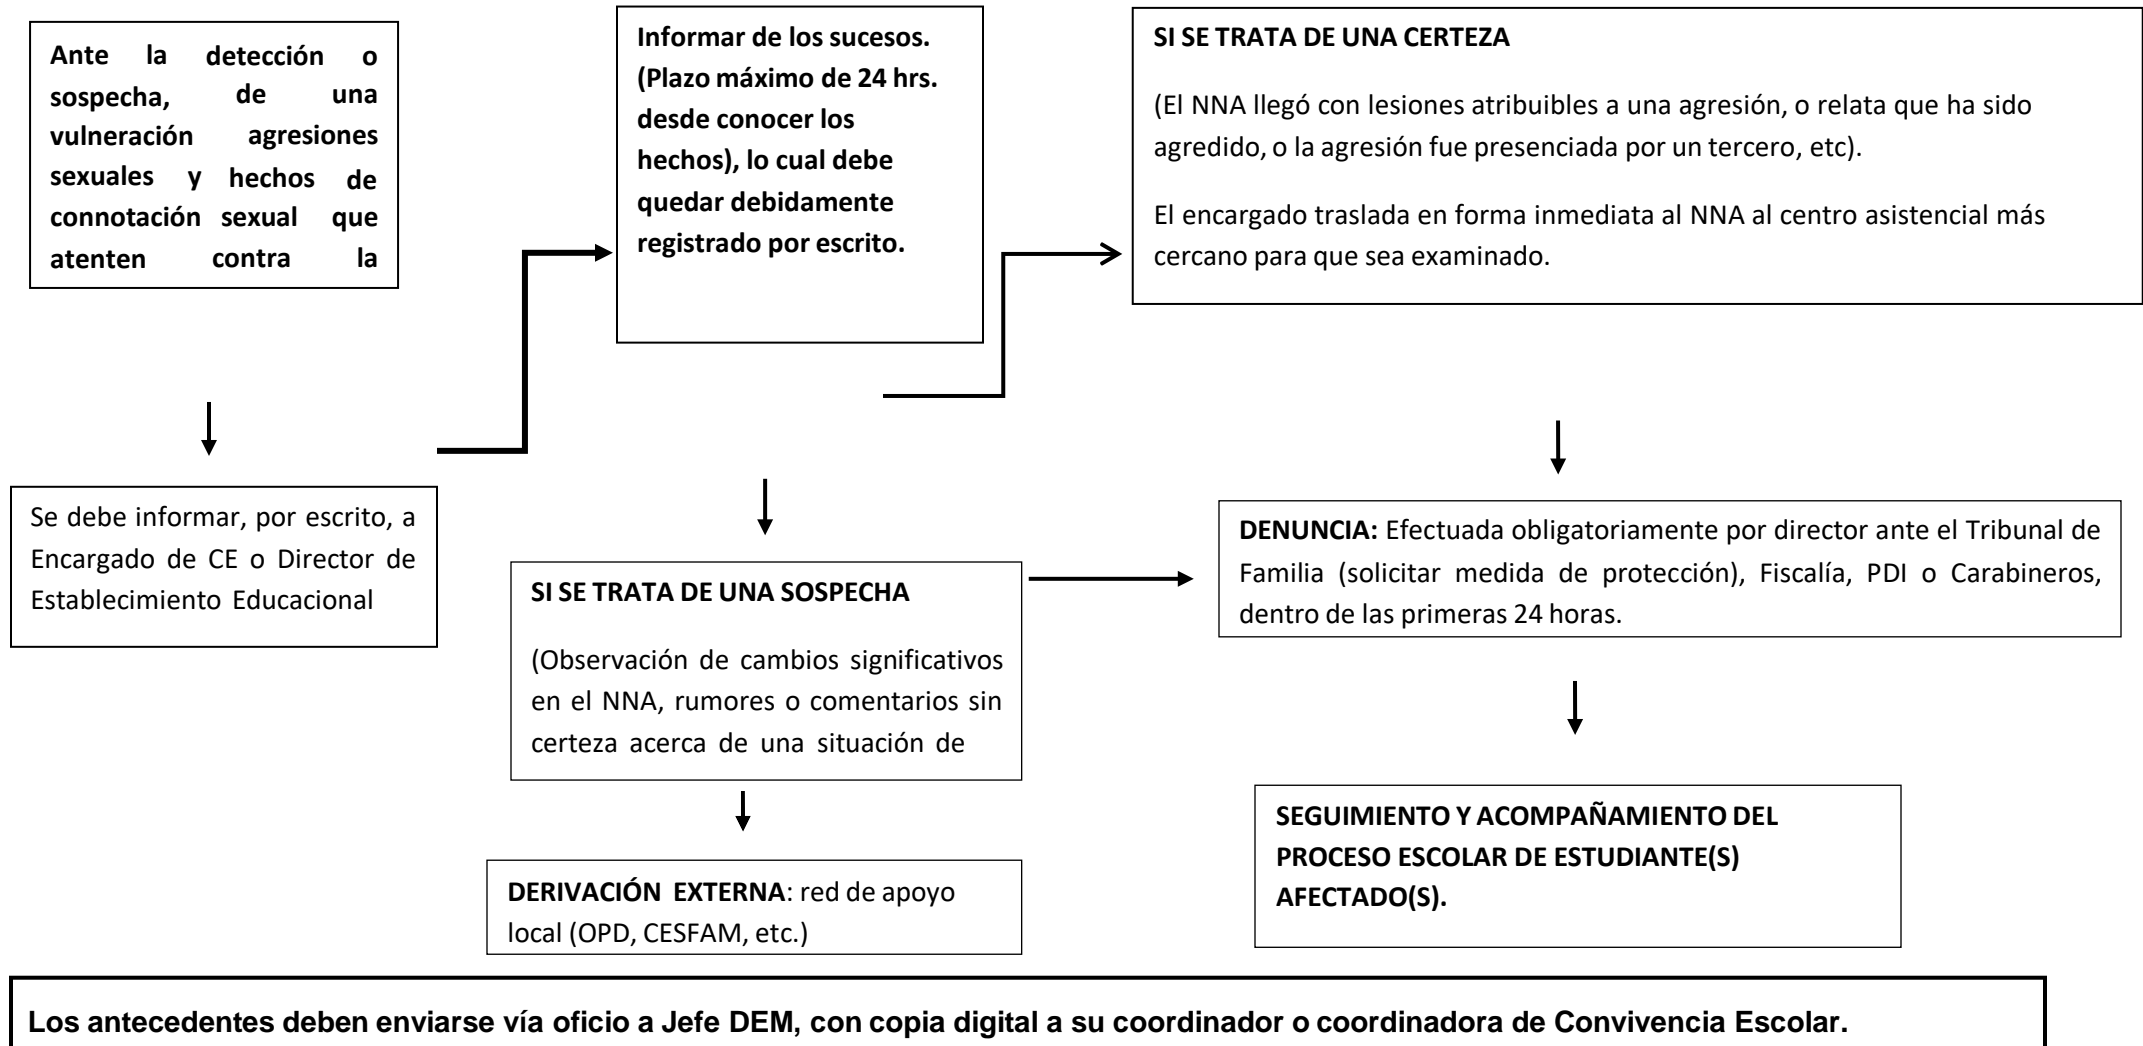 Ante la detección o
sospecha, de una
vulneración agresiones
sexuales y hechos de
connotación sexual que
atenten contra la
Se debe informar, por escrito, a
Encargado de CE o Director de
Establecimiento Educacional
Informar de los sucesos.
(Plazo máximo de 24 hrs.
desde conocer los
hechos), lo cual debe
quedar debidamente
registrado por escrito.
SI SE TRATA DE UNA CERTEZA
(El NNA llegó con lesiones atribuibles a una agresión, o relata que ha sido
agredido, o la agresión fue presenciada por un tercero, etc).
El encargado traslada en forma inmediata al NNA al centro asistencial más
cercano para que sea examinado.
SI SE TRATA DE UNA SOSPECHA
(Observación de cambios significativos
en el NNA, rumores o comentarios sin
certeza acerca de una situación de
DENUNCIA: Efectuada obligatoriamente por director ante el Tribunal de
Familia (solicitar medida de protección), Fiscalía, PDI o Carabineros,
dentro de las primeras 24 horas.
DERIVACIÓN EXTERNA: red de apoyo
local (OPD, CESFAM, etc.)
SEGUIMIENTO Y ACOMPAÑAMIENTO DEL
PROCESO ESCOLAR DE ESTUDIANTE(S)
AFECTADO(S).
Los antecedentes deben enviarse vía oficio a Jefe DEM, con copia digital a su coordinador o coordinadora de Convivencia Escolar.